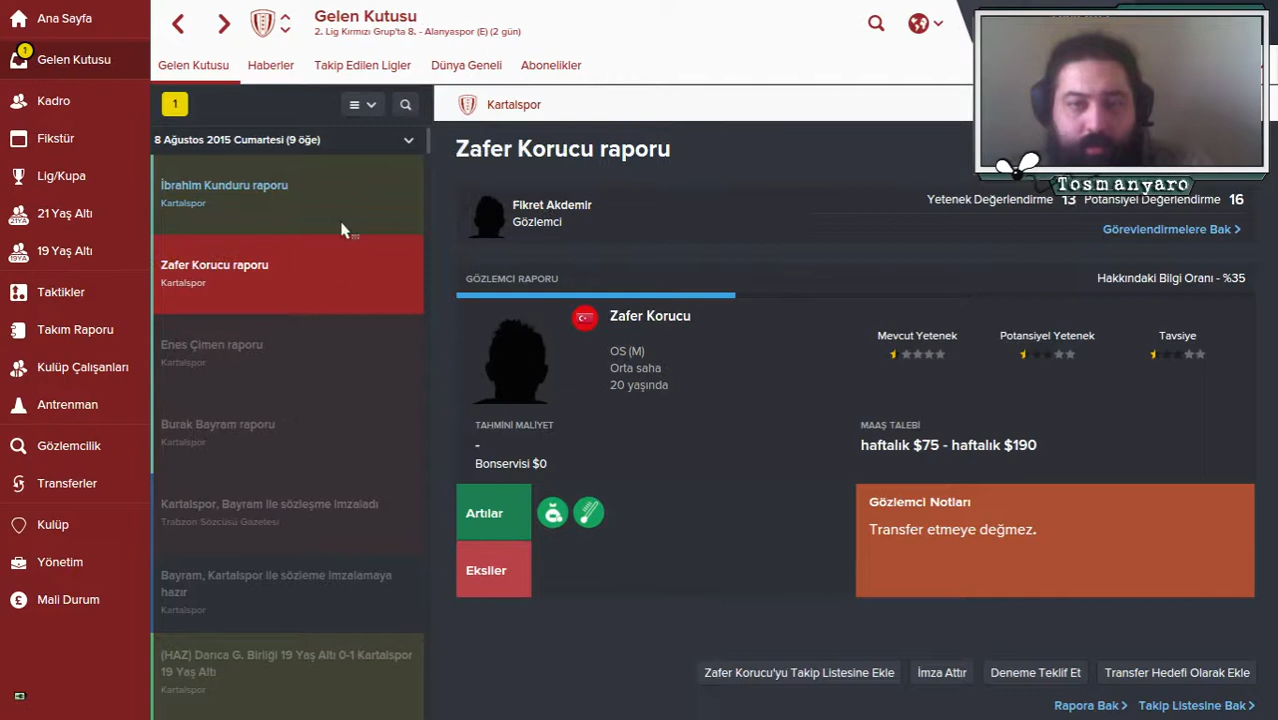 Ana Sayfa
1
Gelen Kutusu
Kadro
Fikstür
Lig/Kupa
21YA
21 Yaş Altı
19YA
19 Yaş Altı
Taktikler
Takım Raporu
Kulüp Çalışanları
Antrenman
Gözlemcilik
Transferler
Kulüp
Yönetim
Mali Durum
Gelen Kutusu
2. Lig Kırmızı Grup'ta 8. - Alanyaspor (E) (2 gün)
Gelen Kutusu Haberler Takip Edilen Ligler Dünya Geneli Abonelikler
1
8 Ağustos 2015 Cumartesi (9 öğe)
İbrahim Kunduru raporu
Kartalspor
Zafer Korucu raporu
Kartalspor
Enes Çimen raporu
Kartalspor
Burak Bayram raporu
Kartalspor
Kartalspor, Bayram ile sözleşme imzaladı
Trabzon Sözcüsü Gazetesi
Bayram, Kartalspor ile sözleme imzalamaya
hazır
Kartalspor
(HAZ) Darıca G. Birliği 19 Yaş Altı 0-1 Kartalspor
19 Yaş Altı
Kartalspor
Kartalspor
Zafer Korucu raporu
Tosmanyaro
Fikret Akdemir
Gözlemci
Yetenek Değerlendirme 13 Potansiyel Değerlendirme 16
Görevlendirmelere Bak >
GÖZLEMCİ RAPORU
Hakkındaki Bilgi Oranı - %35
Zafer Korucu
OS (M)
Orta saha
20 yaşında
Mevcut Yetenek Potansiyel Yetenek Tavsiye
TAHMİNİ MALİYET
-
Bonservisi $0
MAAŞ TALEBİ
haftalık $75 - haftalık $190
Artılar
Eksiler
Gözlemci Notları
Transfer etmeye değmez.
Zafer Korucu'yu Takip Listesine Ekle İmza Attır Deneme Teklif Et Transfer Hedefi Olarak Ekle
Rapora Bak > Takip Listesine Bak >